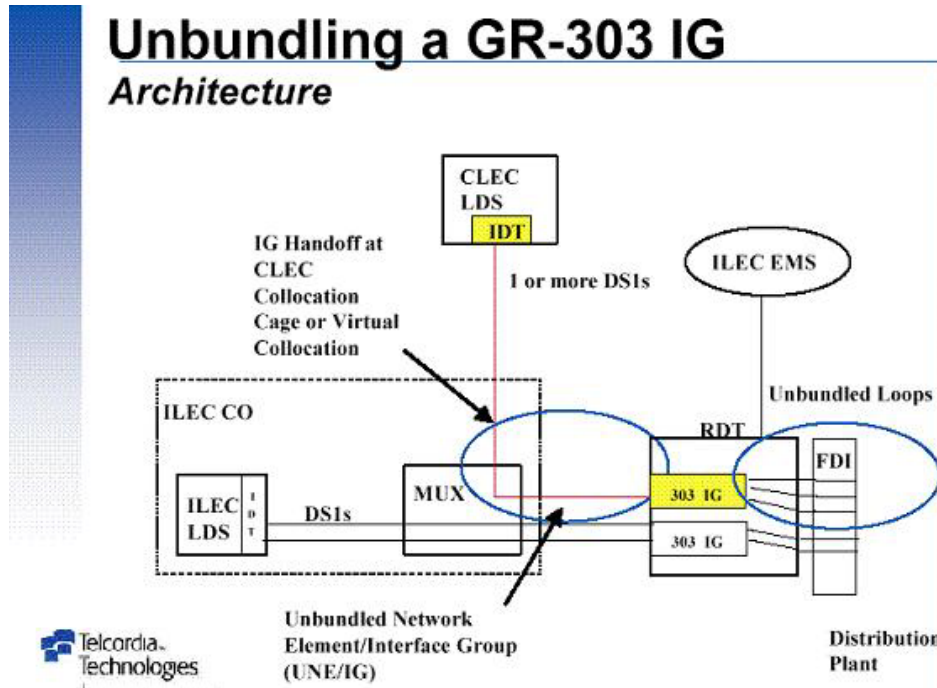 Unbundling a GR-303 IG
Architecture
CLEC
LDS
IDT
IG Handoff at
CLEC
Collocation
Cage or Virtual
Collocation
1 or more DS1s
ILEC EMS
ILEC CO
Unbundled Loops
RDT
FDI
MUX
303 IG
ILEC
LDS
I
D
T
DS1s
303 IG
Unbundled Network
Element/Interface Group
(UNE/IG)
Distribution
Plant
Telcordia™
Technologies